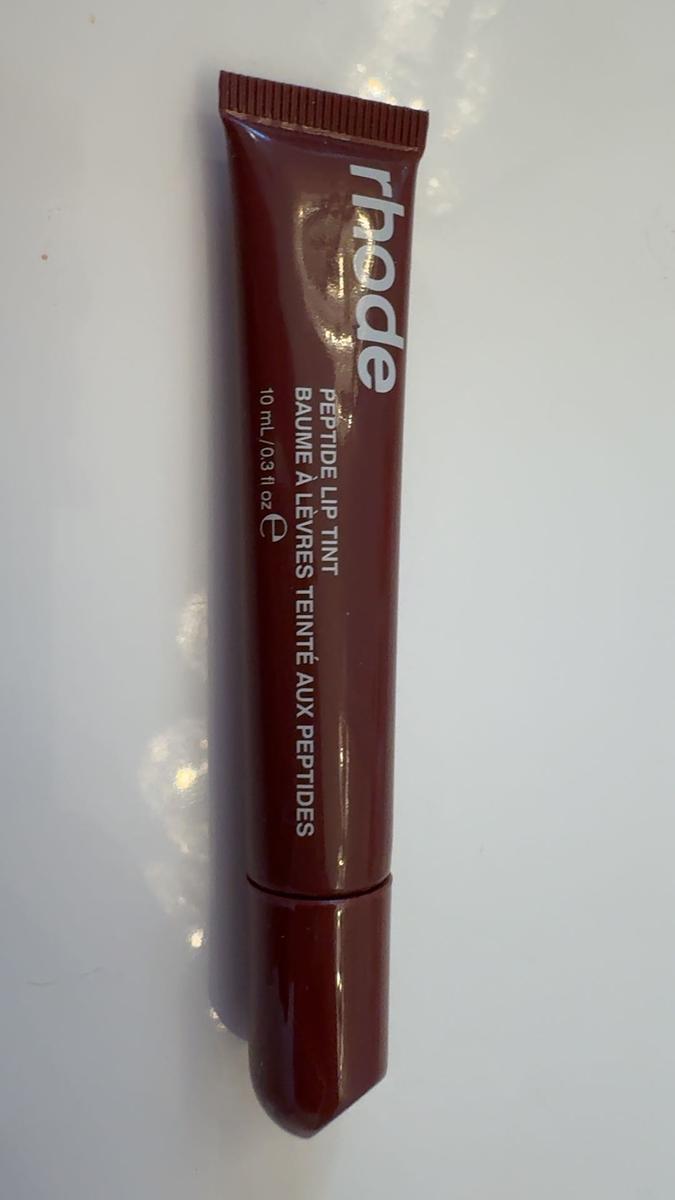 rhode
PEPTIDE LIP TINT
BAUME À LÈVRES TEINTÉ AUX PEPTIDES
10 mL / 0.3 fl oz ℮